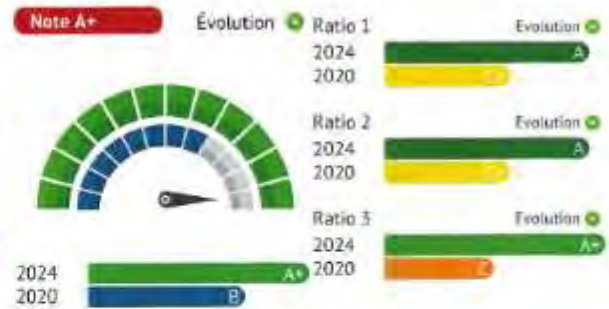 Note A+
Évolution
2024 A+
2020 B
Ratio 1 Evolution
2024 A
2020
Ratio 2 Evolution
2024 A
2020
Ratio 3 Evolution
2024 A+
2020 C